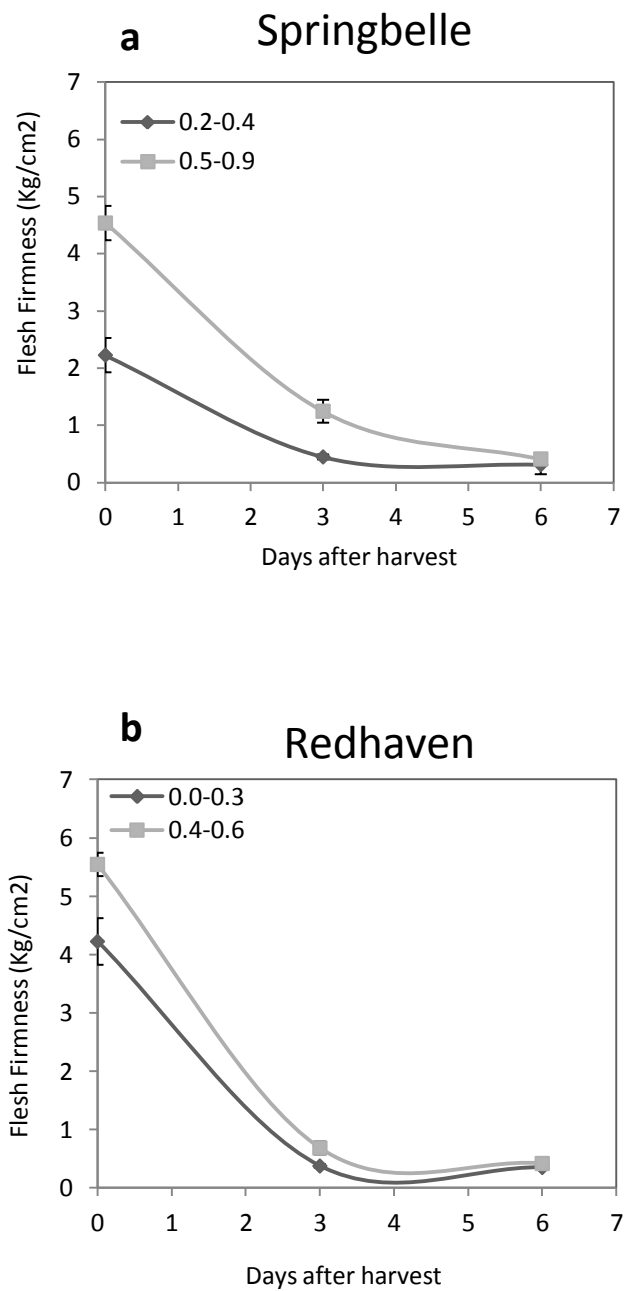 a Springbelle
7
6
5
4
3
2
1
0
Flesh Firmness (Kg/cm2)
0.2-0.4
0.5-0.9
0 1 2 3 4 5 6 7
Days after harvest
b Redhaven
7
6
5
4
3
2
1
0
Flesh Firmness (Kg/cm2)
0.0-0.3
0.4-0.6
0 1 2 3 4 5 6 7
Days after harvest